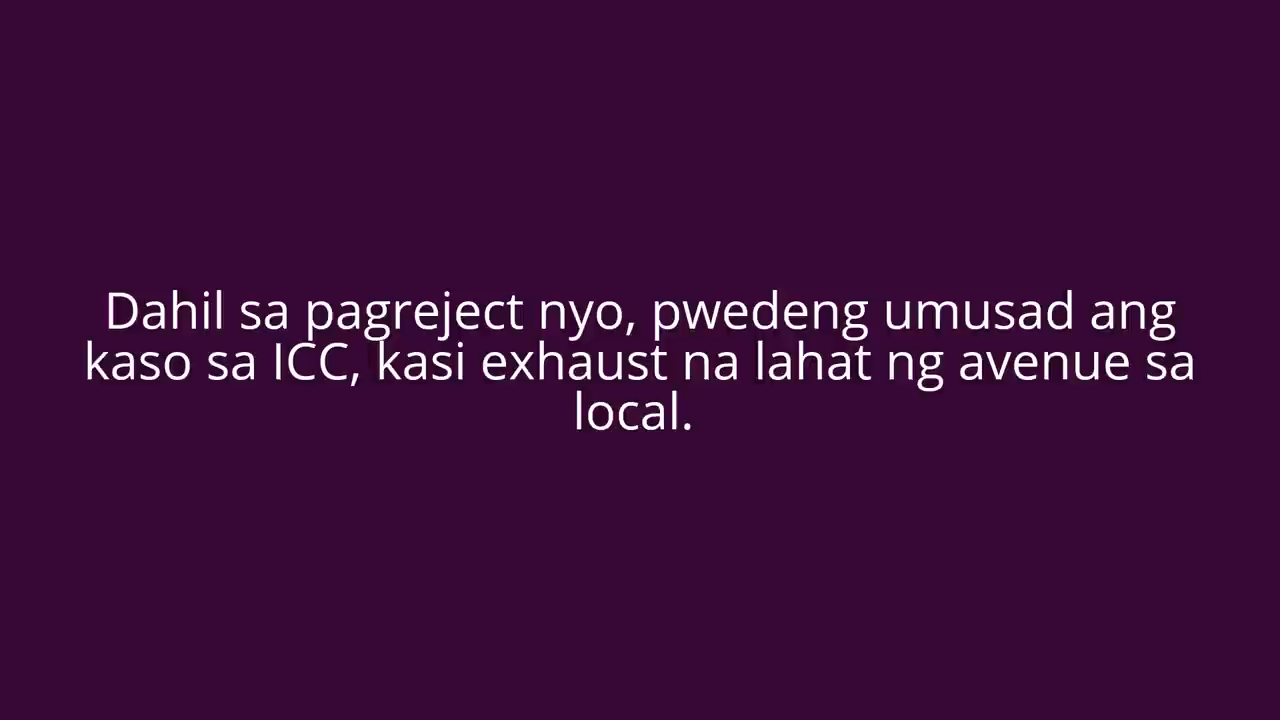 Dahil sa pagreject nyo, pwedeng umusad ang
kaso sa ICC, kasi exhaust na lahat ng avenue sa
local.